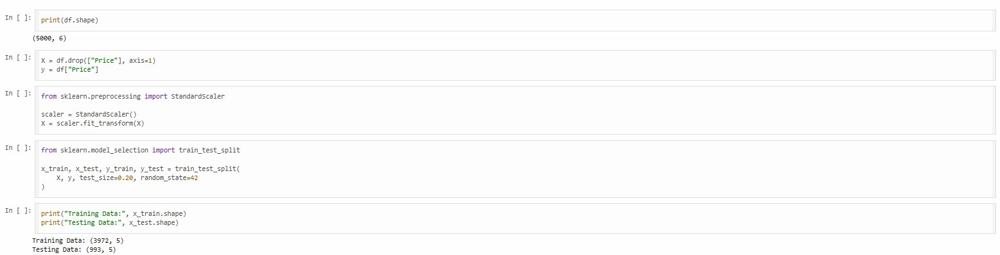 In [ ]: print(df.shape)
(5000, 6)
In [ ]: X = df.drop(["Price"], axis=1)
y = df["Price"]
In [ ]: from sklearn.preprocessing import StandardScaler
scaler = StandardScaler()
X = scaler.fit_transform(X)
In [ ]: from sklearn.model_selection import train_test_split
x_train, x_test, y_train, y_test = train_test_split(
    X, y, test_size=0.20, random_state=42
)
In [ ]: print("Training Data:", x_train.shape)
print("Testing Data:", x_test.shape)
Training Data: (3972, 5)
Testing Data: (993, 5)